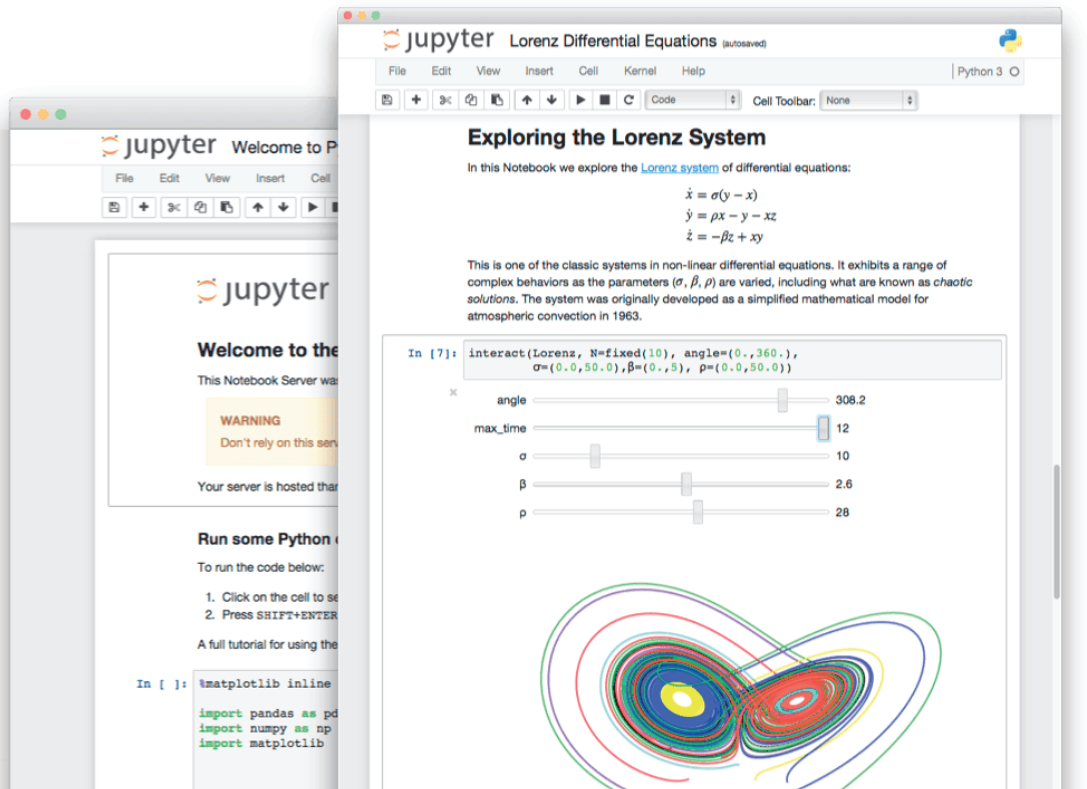 jupyter Lorenz Differential Equations (autosaved)
File Edit View Insert Cell Kernel Help Python 3
Code Cell Toolbar: None
Exploring the Lorenz System
In this Notebook we explore the Lorenz system of differential equations:
ẋ = σ(y − x)
ẏ = ρx − y − xz
ż = −βz + xy
This is one of the classic systems in non-linear differential equations. It exhibits a range of
complex behaviors as the parameters (σ, β, ρ) are varied, including what are known as chaotic
solutions. The system was originally developed as a simplified mathematical model for
atmospheric convection in 1963.
In [7]: interact(Lorenz, N=fixed(10), angle=(0.,360.),
σ=(0.0,50.0),β=(0.,5), ρ=(0.0,50.0))
angle 308.2
max_time 12
σ 10
β 2.6
ρ 28
jupyter Welcome to P
File Edit View Insert Cell
jupyter
Welcome to the
This Notebook Server was
WARNING
Don't rely on this serv
Your server is hosted than
Run some Python
To run the code below:
1. Click on the cell to se
2. Press SHIFT+ENTER
A full tutorial for using the
In [ ]: %matplotlib inline
import pandas as pd
import numpy as np
import matplotlib